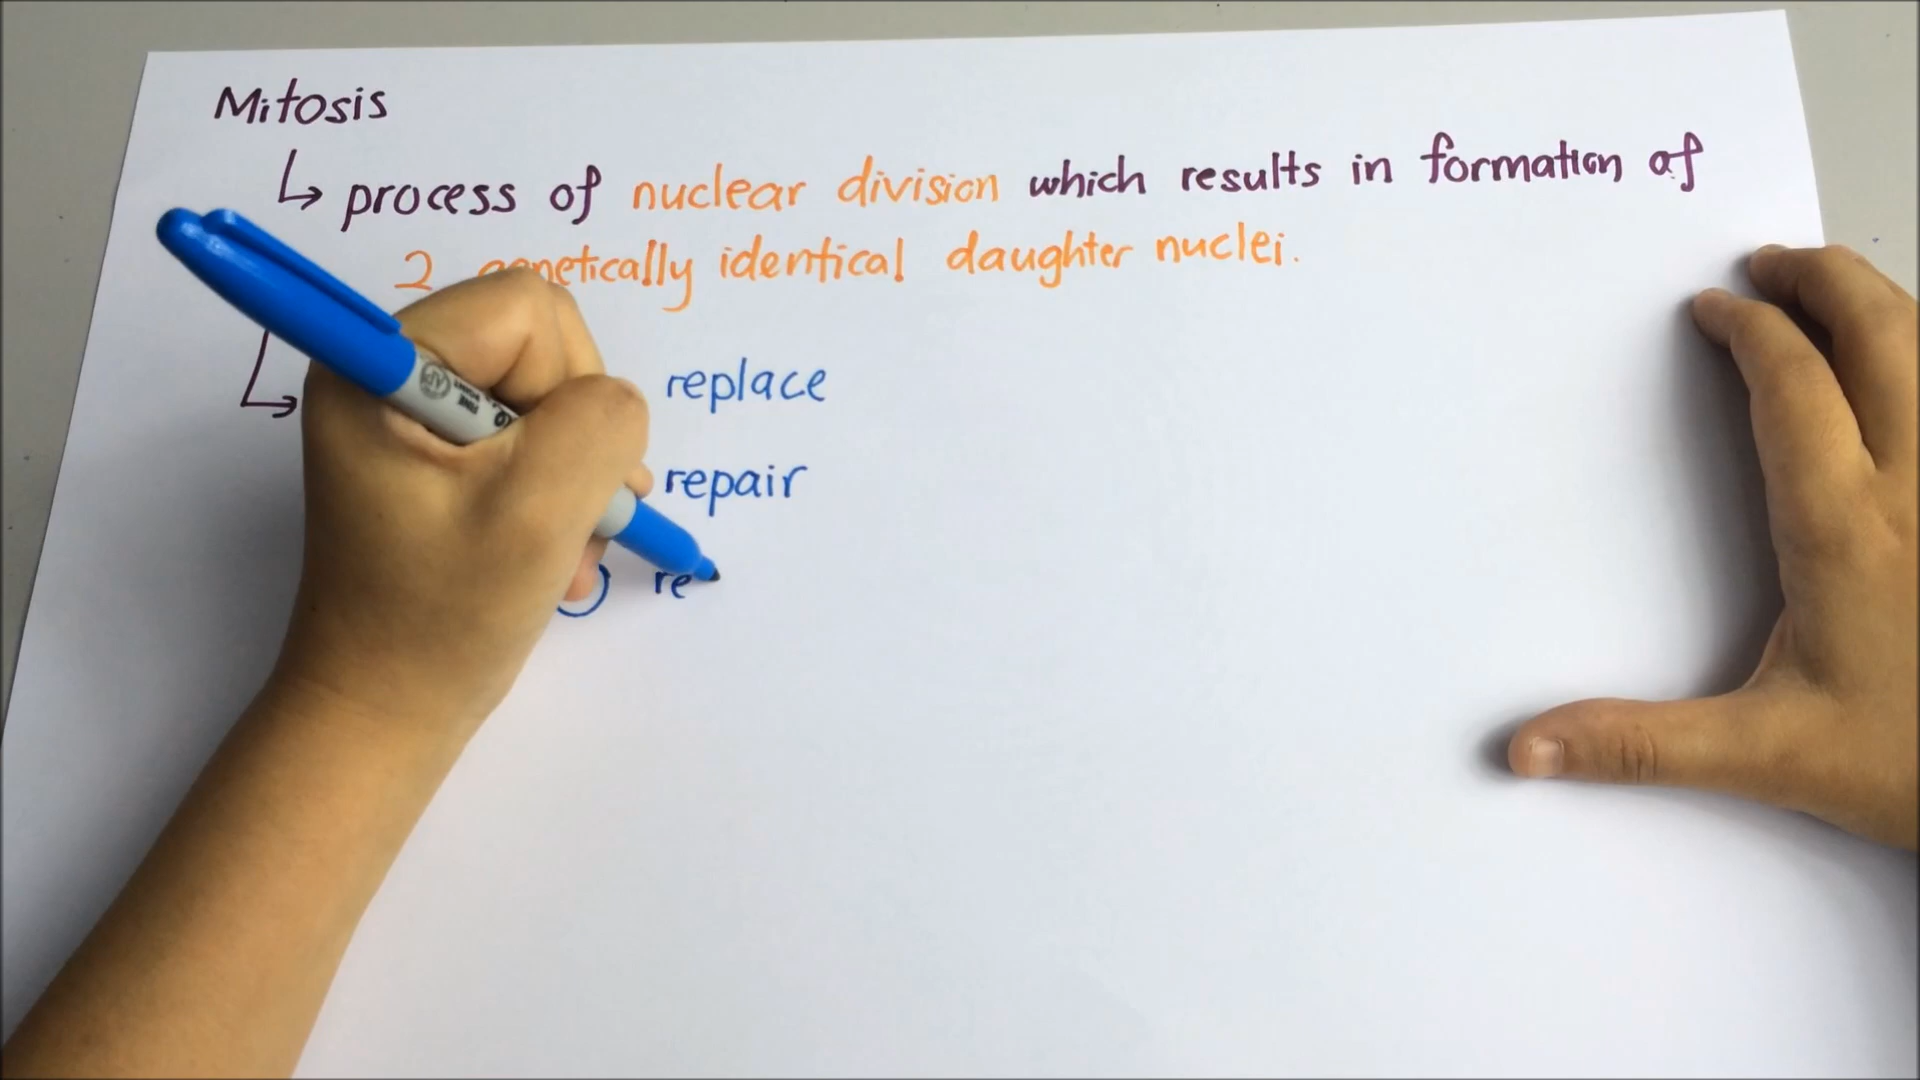 Mitosis
↳ process of nuclear division which results in formation of
2 genetically identical daughter nuclei.
replace
repair
re